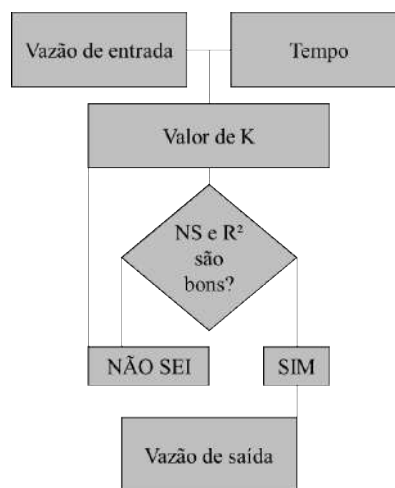 Vazão de entrada
Tempo
Valor de K
NS e R²
são
bons?
NÃO SEI
SIM
Vazão de saída